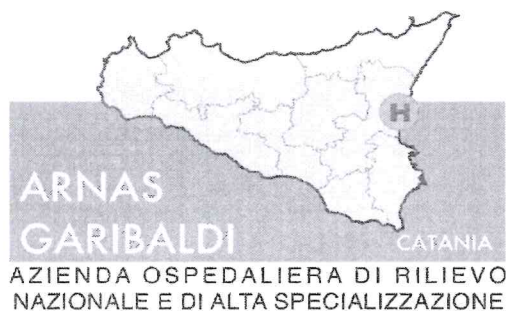 H
ARNAS
GARIBALDI
CATANIA
AZIENDA OSPEDALIERA DI RILIEVO
NAZIONALE E DI ALTA SPECIALIZZAZIONE